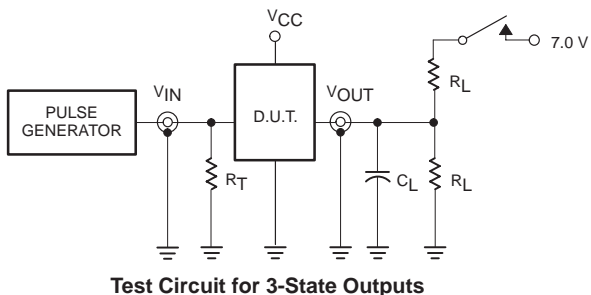 VCC
7.0 V
RL
PULSE
GENERATOR
VIN
D.U.T.
VOUT
RT
CL
RL
Test Circuit for 3-State Outputs